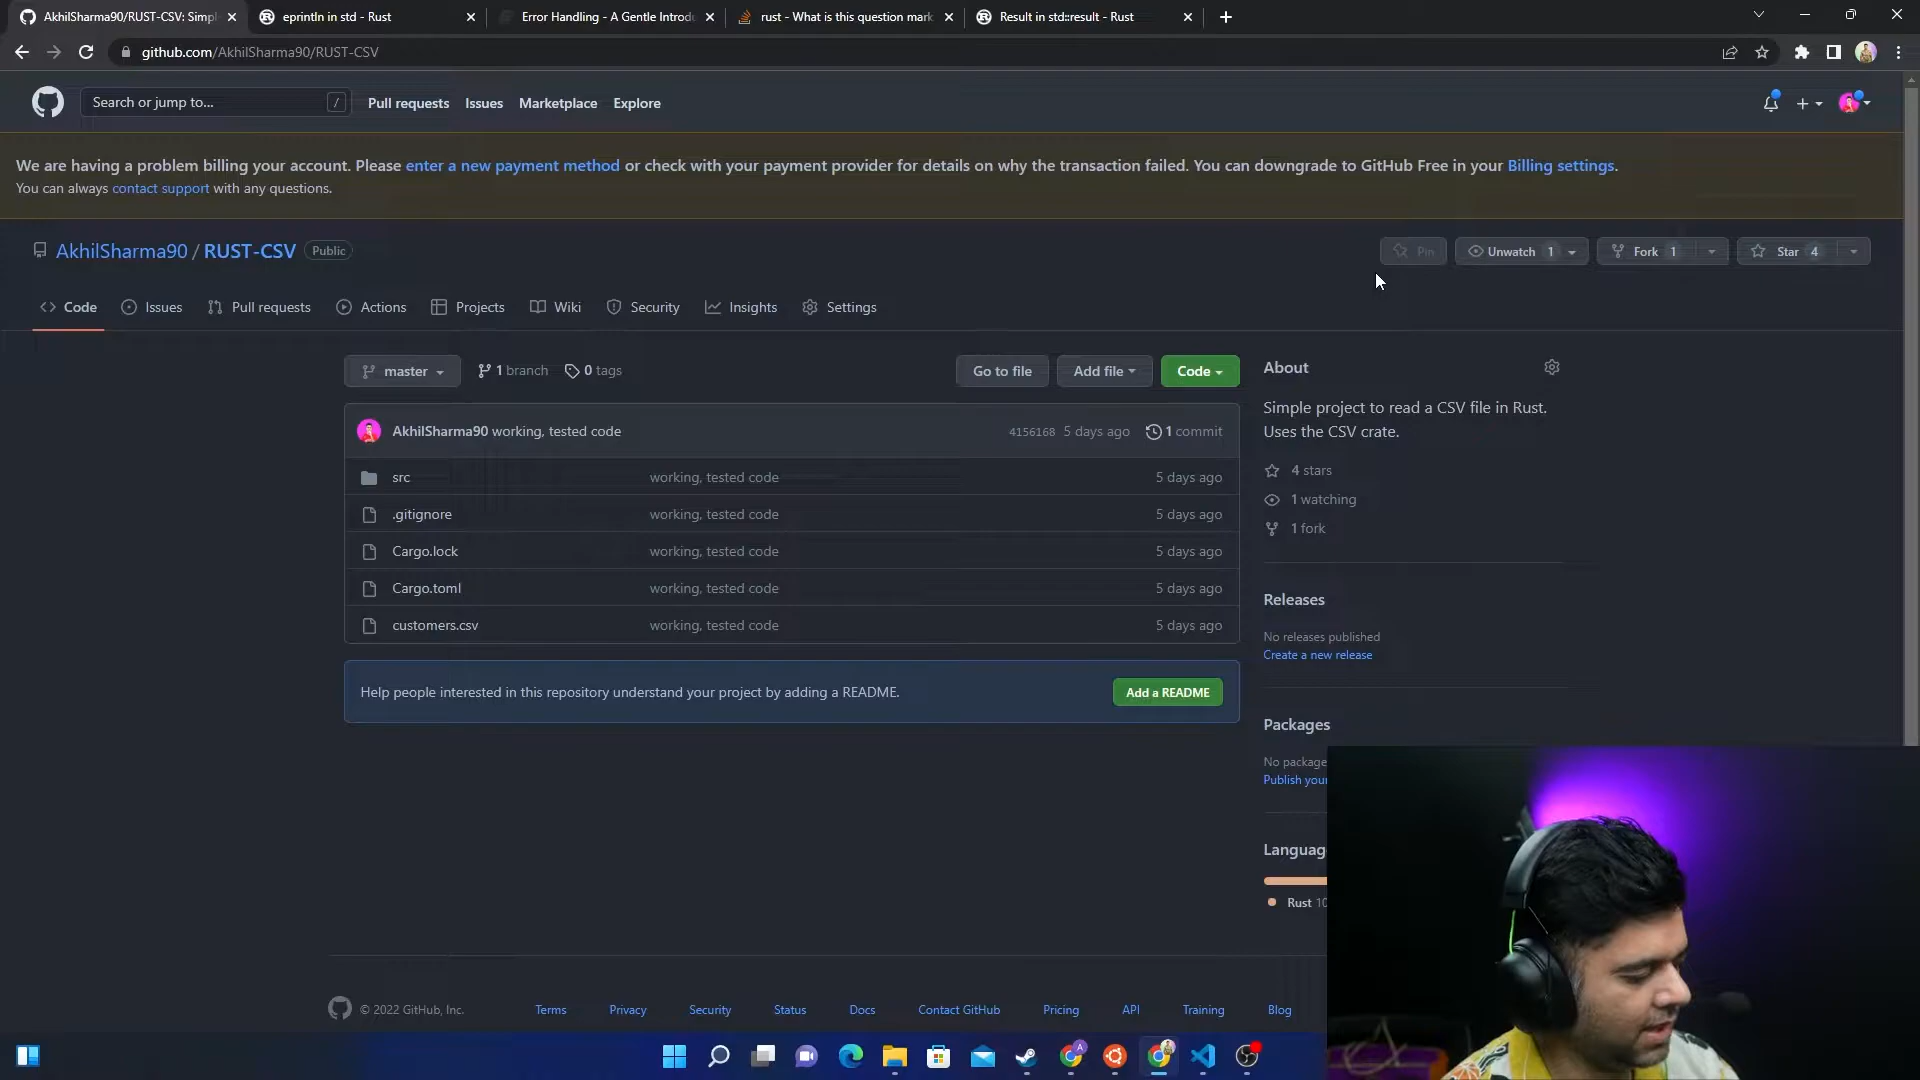 AkhilSharma90/RUST-CSV: Simpl
eprintln in std - Rust
Error Handling - A Gentle Introdu
rust - What is this question mark
Result in std::result - Rust
github.com/AkhilSharma90/RUST-CSV
Search or jump to... /
Pull requests Issues Marketplace Explore
We are having a problem billing your account. Please enter a new payment method or check with your payment provider for details on why the transaction failed. You can downgrade to GitHub Free in your Billing settings.
You can always contact support with any questions.
AkhilSharma90 / RUST-CSV Public
Pin Unwatch 1 Fork 1 Star 4
Code Issues Pull requests Actions Projects Wiki Security Insights Settings
master 1 branch 0 tags Go to file Add file Code
AkhilSharma90 working, tested code 4156168 5 days ago 1 commit
src working, tested code 5 days ago
.gitignore working, tested code 5 days ago
Cargo.lock working, tested code 5 days ago
Cargo.toml working, tested code 5 days ago
customers.csv working, tested code 5 days ago
Help people interested in this repository understand your project by adding a README. Add a README
About
Simple project to read a CSV file in Rust.
Uses the CSV crate.
4 stars
1 watching
1 fork
Releases
No releases published
Create a new release
Packages
No package
Publish your
Languag
Rust 10
© 2022 GitHub, Inc. Terms Privacy Security Status Docs Contact GitHub Pricing API Training Blog